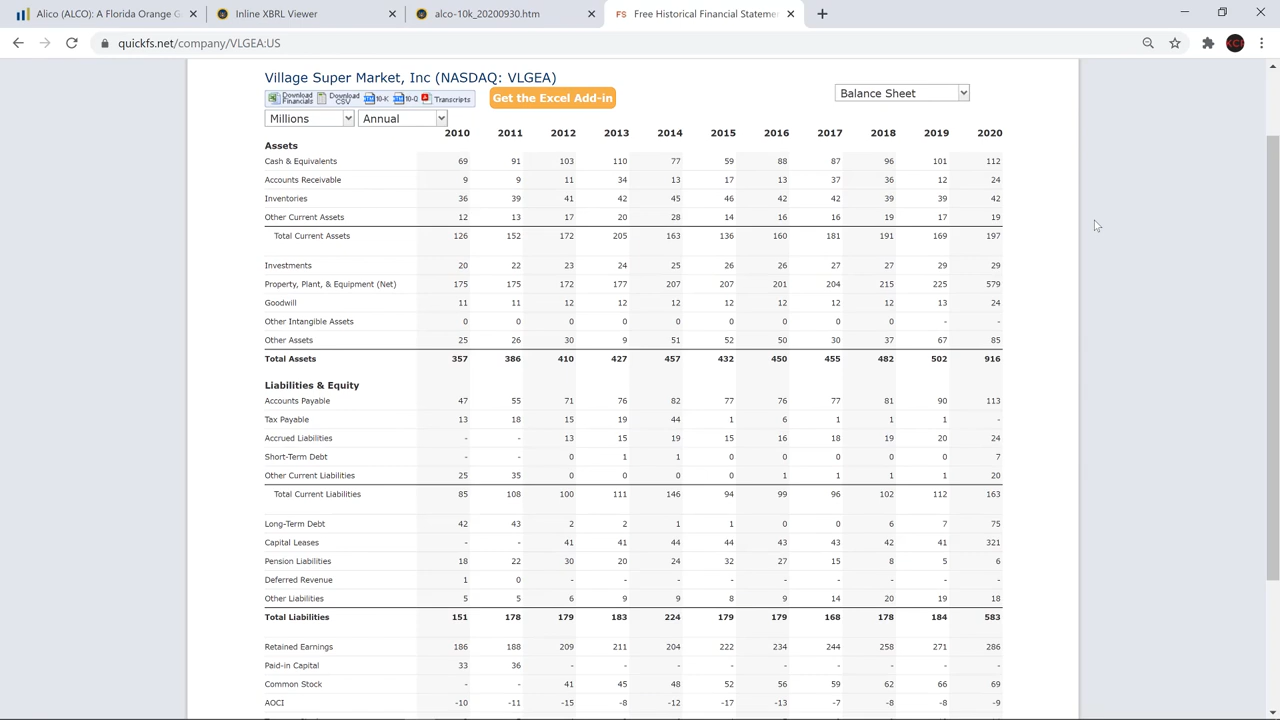 Alico (ALCO): A Florida Orange G
Inline XBRL Viewer
alco-10k_20200930.htm
FS Free Historical Financial Stateme
quickfs.net/company/VLGEA:US
Village Super Market, Inc (NASDAQ: VLGEA)
Download Financials Download CSV 10-K 10-Q Transcripts
Get the Excel Add-in
Balance Sheet
Millions Annual
2010 2011 2012 2013 2014 2015 2016 2017 2018 2019 2020
Assets
Cash & Equivalents 69 91 103 110 77 59 88 87 96 101 112
Accounts Receivable 9 9 11 34 13 17 13 37 36 12 24
Inventories 36 39 41 42 45 46 42 42 39 39 42
Other Current Assets 12 13 17 20 28 14 16 16 19 17 19
Total Current Assets 126 152 172 205 163 136 160 181 191 169 197
Investments 20 22 23 24 25 26 26 27 27 29 29
Property, Plant, & Equipment (Net) 175 175 172 177 207 207 201 204 215 225 579
Goodwill 11 11 12 12 12 12 12 12 12 13 24
Other Intangible Assets 0 0 0 0 0 0 0 0 0 - -
Other Assets 25 26 30 9 51 52 50 30 37 67 85
Total Assets 357 386 410 427 457 432 450 455 482 502 916
Liabilities & Equity
Accounts Payable 47 55 71 76 82 77 76 77 81 90 113
Tax Payable 13 18 15 19 44 1 6 1 1 1 -
Accrued Liabilities - - 13 15 19 15 16 18 19 20 24
Short-Term Debt - - 0 1 1 0 0 0 0 0 7
Other Current Liabilities 25 35 0 0 0 0 1 1 1 1 20
Total Current Liabilities 85 108 100 111 146 94 99 96 102 112 163
Long-Term Debt 42 43 2 2 1 1 0 0 6 7 75
Capital Leases - - 41 41 44 44 43 43 42 41 321
Pension Liabilities 18 22 30 20 24 32 27 15 8 5 6
Deferred Revenue 1 0 - - - - - - - - -
Other Liabilities 5 5 6 9 9 8 9 14 20 19 18
Total Liabilities 151 178 179 183 224 179 179 168 178 184 583
Retained Earnings 186 188 209 211 204 222 234 244 258 271 286
Paid-in Capital 33 36 - - - - - - - - -
Common Stock - - 41 45 48 52 56 59 62 66 69
AOCI -10 -11 -15 -8 -12 -17 -13 -7 -8 -8 -9